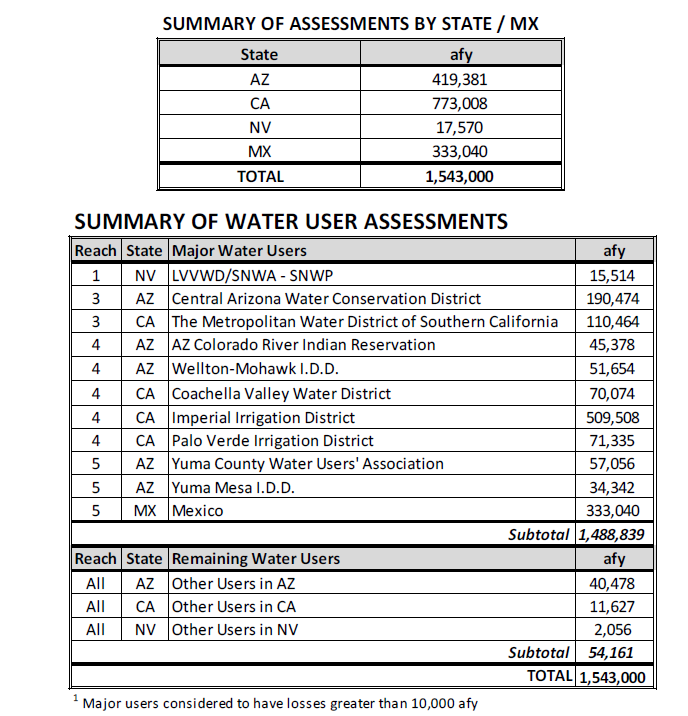 SUMMARY OF ASSESSMENTS BY STATE / MX
State afy
AZ 419,381
CA 773,008
NV 17,570
MX 333,040
TOTAL 1,543,000
SUMMARY OF WATER USER ASSESSMENTS
Reach State Major Water Users afy
1 NV LVVWD/SNWA - SNWP 15,514
3 AZ Central Arizona Water Conservation District 190,474
3 CA The Metropolitan Water District of Southern California 110,464
4 AZ AZ Colorado River Indian Reservation 45,378
4 AZ Wellton-Mohawk I.D.D. 51,654
4 CA Coachella Valley Water District 70,074
4 CA Imperial Irrigation District 509,508
4 CA Palo Verde Irrigation District 71,335
5 AZ Yuma County Water Users' Association 57,056
5 AZ Yuma Mesa I.D.D. 34,342
5 MX Mexico 333,040
Subtotal 1,488,839
Reach State Remaining Water Users afy
All AZ Other Users in AZ 40,478
All CA Other Users in CA 11,627
All NV Other Users in NV 2,056
Subtotal 54,161
TOTAL 1,543,000
1 Major users considered to have losses greater than 10,000 afy